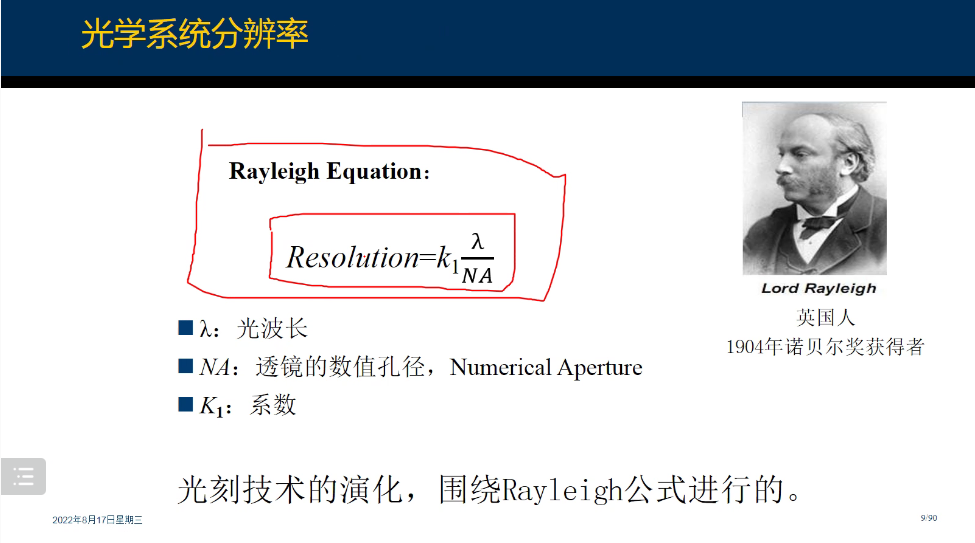 光学系统分辨率
Rayleigh Equation：
Resolution=k₁λ/NA
Lord Rayleigh
英国人
1904年诺贝尔奖获得者
λ：光波长
NA：透镜的数值孔径，Numerical Aperture
K₁：系数
光刻技术的演化，围绕Rayleigh公式进行的。
2022年8月17日星期三
9/90